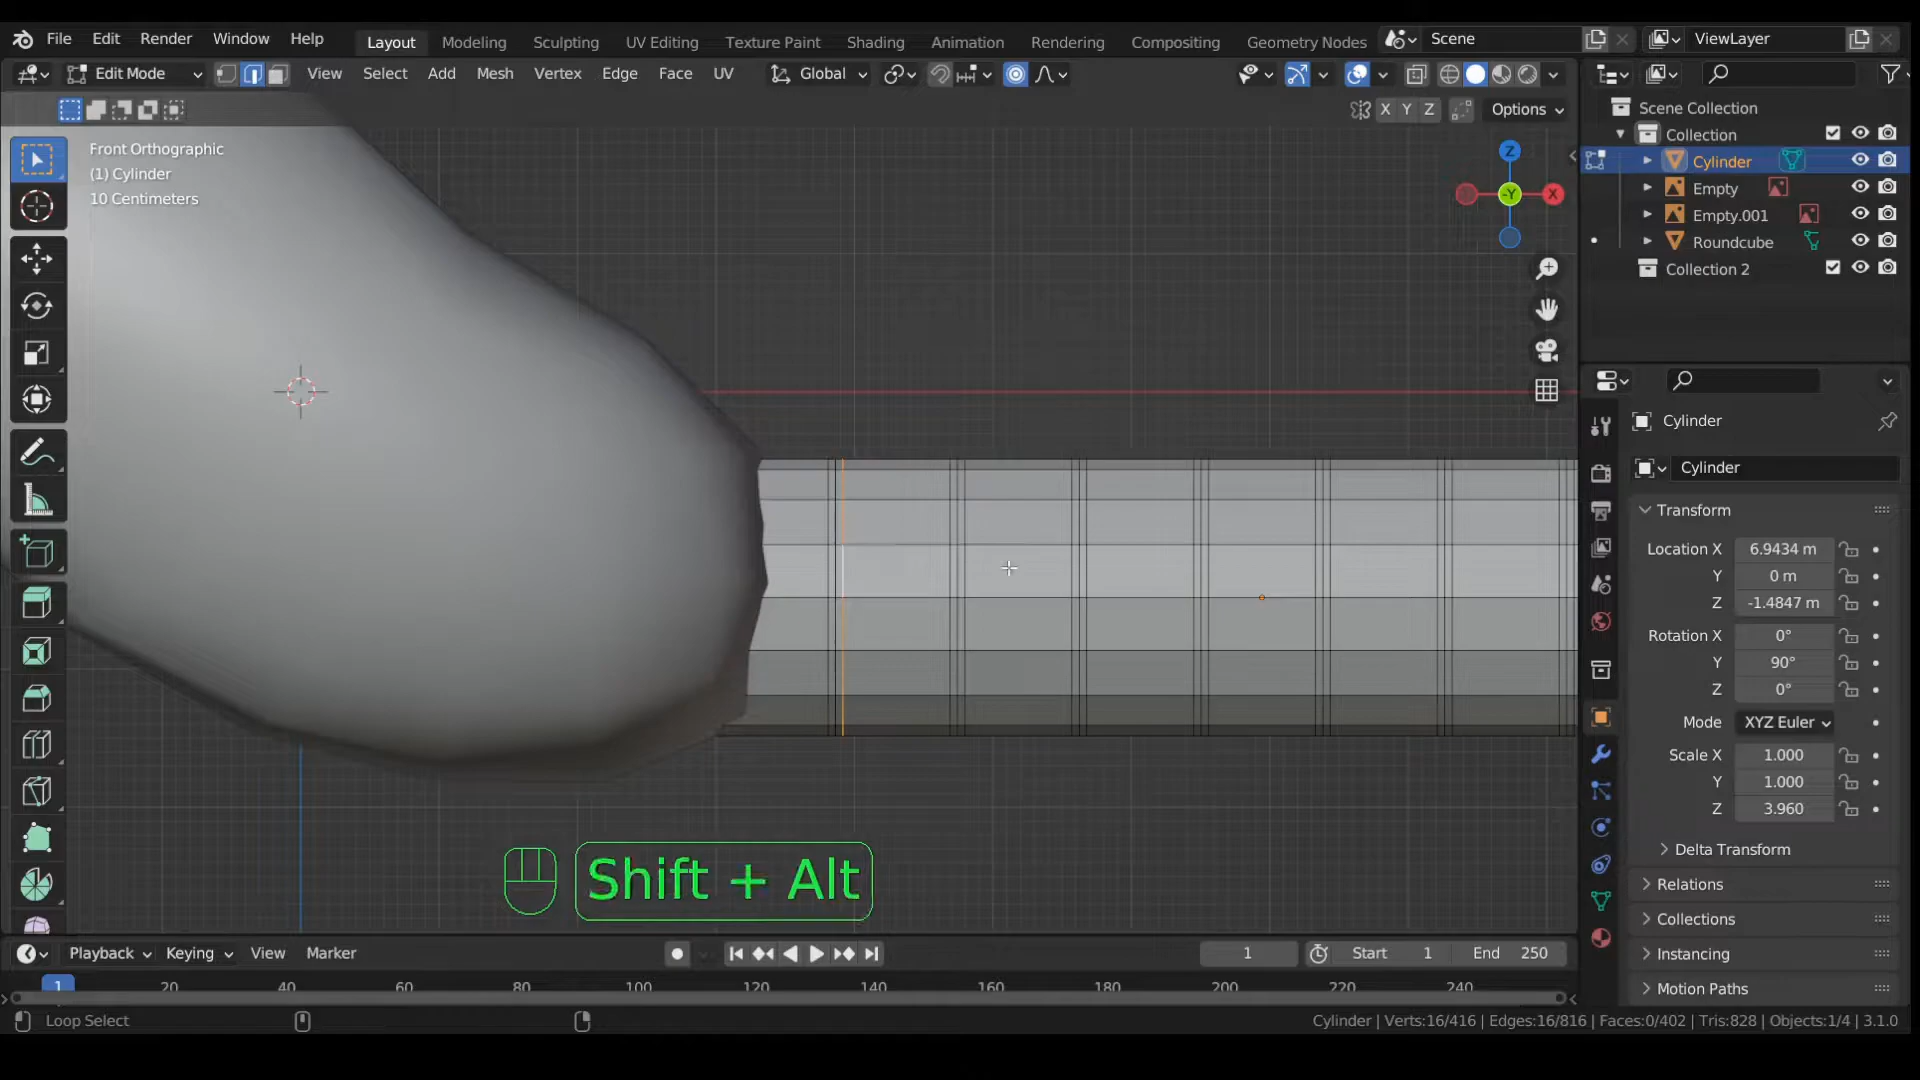 File Edit Render Window Help Layout Modeling Sculpting UV Editing Texture Paint Shading Animation Rendering Compositing Geometry Nodes Scene ViewLayer
Edit Mode View Select Add Mesh Vertex Edge Face UV Global
X Y Z Options
Front Orthographic
(1) Cylinder
10 Centimeters
Z
-Y
X
Scene Collection
Collection
Cylinder
Empty
Empty.001
Roundcube
Collection 2
Cylinder
Cylinder
Transform
Location X 6.9434 m
Y 0 m
Z -1.4847 m
Rotation X 0°
Y 90°
Z 0°
Mode XYZ Euler
Scale X 1.000
Y 1.000
Z 3.960
Delta Transform
Relations
Collections
Instancing
Motion Paths
Shift + Alt
Playback Keying View Marker 1 Start 1 End 250
1 20 40 60 80 100 120 140 160 180 200 220 240
Loop Select
Cylinder | Verts:16/416 | Edges:16/816 | Faces:0/402 | Tris:828 | Objects:1/4 | 3.1.0